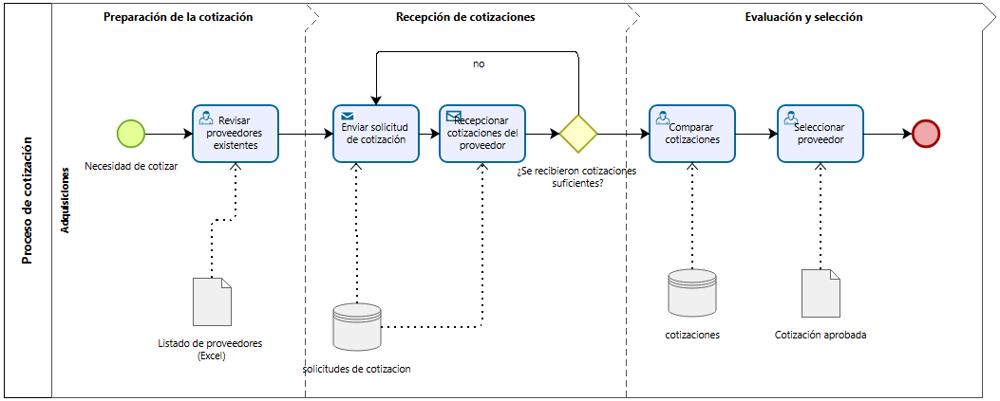 Preparación de la cotización
Recepción de cotizaciones
Evaluación y selección
Proceso de cotización
Adquisiciones
no
Necesidad de cotizar
Revisar
proveedores
existentes
Enviar solicitud
de cotización
Recepcionar
cotizaciones del
proveedor
¿Se recibieron cotizaciones
suficientes?
Comparar
cotizaciones
Seleccionar
proveedor
Listado de proveedores
(Excel)
solicitudes de cotizacion
cotizaciones
Cotización aprobada